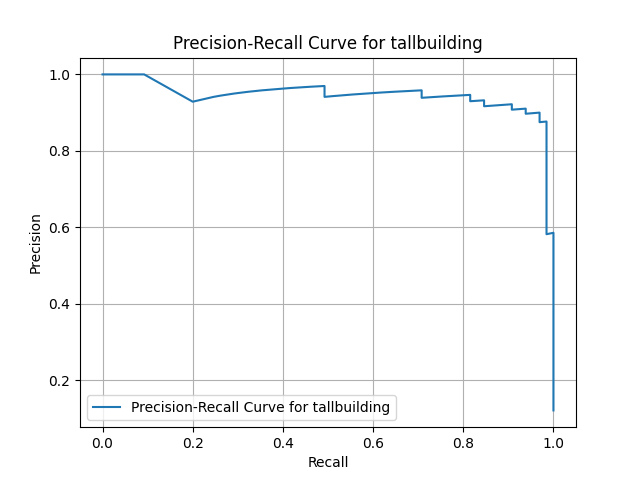 Precision-Recall Curve for tallbuilding
1.0
0.8
0.6
0.4
0.2
Precision
Precision-Recall Curve for tallbuilding
0.0 0.2 0.4 0.6 0.8 1.0
Recall